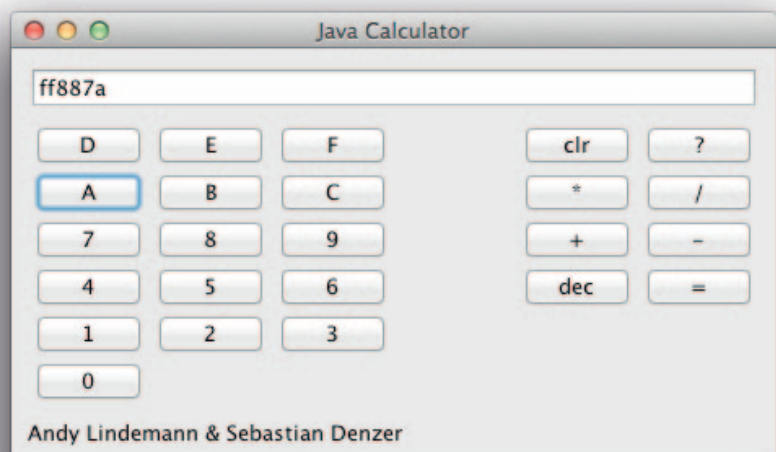 Java Calculator
ff887a
D E F clr ?
A B C * /
7 8 9 + -
4 5 6 dec =
1 2 3
0
Andy Lindemann & Sebastian Denzer